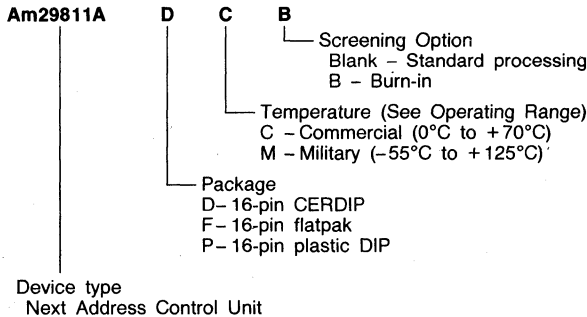 Am29811A D C B
Screening Option
Blank – Standard processing
B – Burn-in
Temperature (See Operating Range)
C – Commercial (0°C to +70°C)
M – Military (–55°C to +125°C)
Package
D– 16-pin CERDIP
F– 16-pin flatpak
P– 16-pin plastic DIP
Device type
Next Address Control Unit